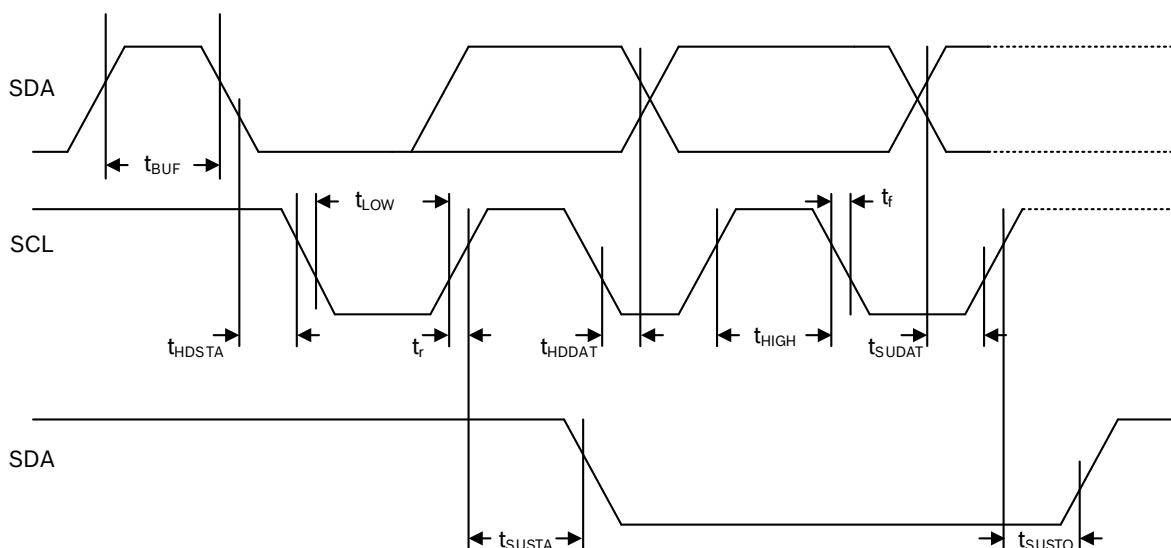 SDA
tBUF
tLOW
tf
SCL
tHDSTA
tr
tHDDAT
tHIGH
tSUDAT
SDA
tSUSTA
tSUSTO